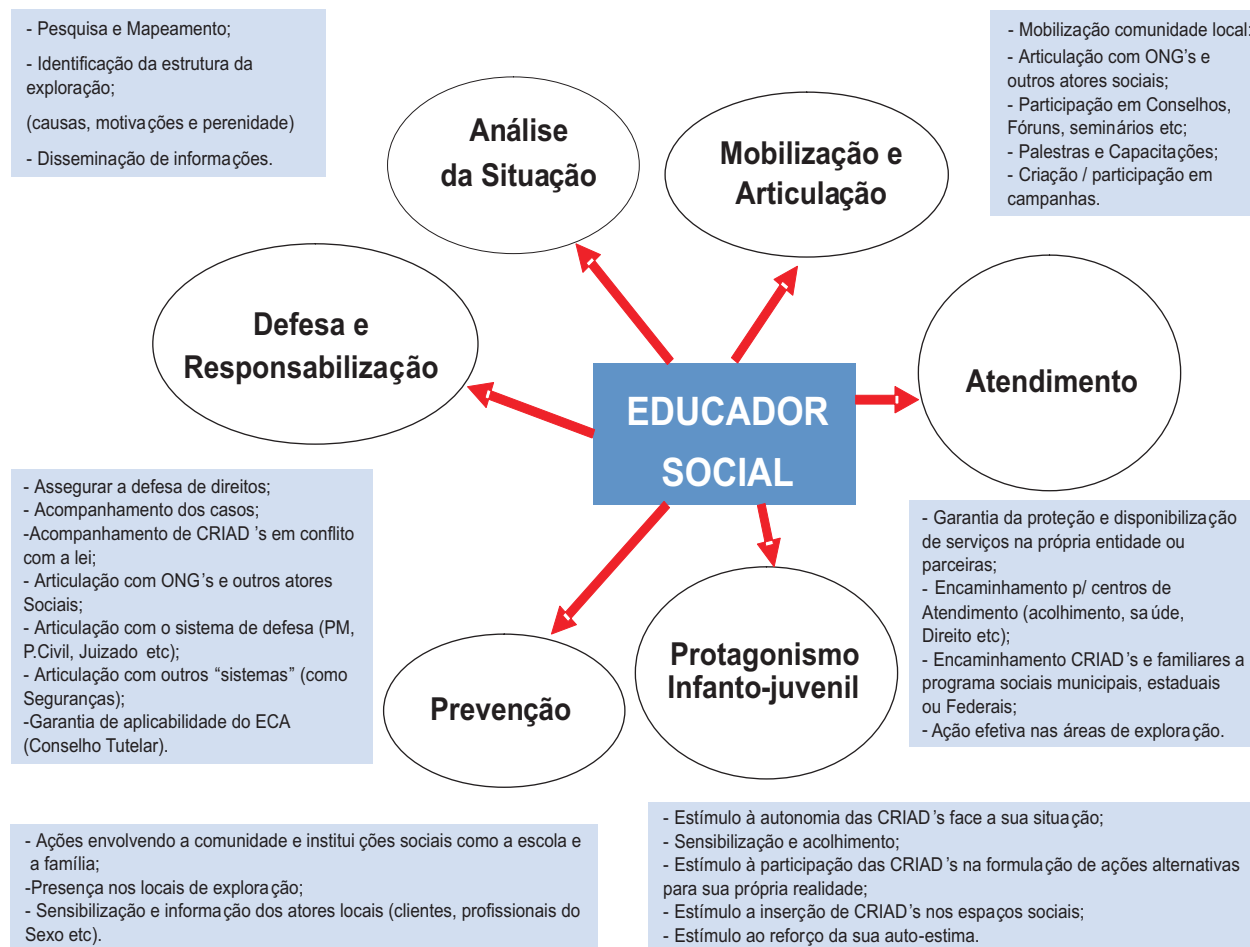 - Pesquisa e Mapeamento;
- Identificação da estrutura da
exploração;
(causas, motivações e perenidade)
- Disseminação de informações.
Análise
da Situação
Mobilização e
Articulação
- Mobilização comunidade local:
- Articulação com ONG's e
outros atores sociais;
- Participação em Conselhos,
Fóruns, seminários etc;
- Palestras e Capacitações;
- Criação / participação em
campanhas.
Defesa e
Responsabilização
EDUCADOR
SOCIAL
Atendimento
- Assegurar a defesa de direitos;
- Acompanhamento dos casos;
-Acompanhamento de CRIAD 's em conflito
com a lei;
- Articulação com ONG's e outros atores
Sociais;
- Articulação com o sistema de defesa (PM,
P.Civil, Juizado etc);
- Articulação com outros “sistemas” (como
Seguranças);
-Garantia de aplicabilidade do ECA
(Conselho Tutelar).
Prevenção
Protagonismo
Infanto-juvenil
- Garantia da proteção e disponibilização
de serviços na própria entidade ou
parceiras;
- Encaminhamento p/ centros de
Atendimento (acolhimento, sa úde,
Direito etc);
- Encaminhamento CRIAD's e familiares a
programa sociais municipais, estaduais
ou Federais;
- Ação efetiva nas áreas de exploração.
- Ações envolvendo a comunidade e institui ções sociais como a escola e
a família;
-Presença nos locais de exploração;
- Sensibilização e informação dos atores locais (clientes, profissionais do
Sexo etc).
- Estímulo à autonomia das CRIAD's face a sua situação;
- Sensibilização e acolhimento;
- Estímulo à participação das CRIAD's na formulação de ações alternativas
para sua própria realidade;
- Estímulo a inserção de CRIAD's nos espaços sociais;
- Estímulo ao reforço da sua auto-estima.